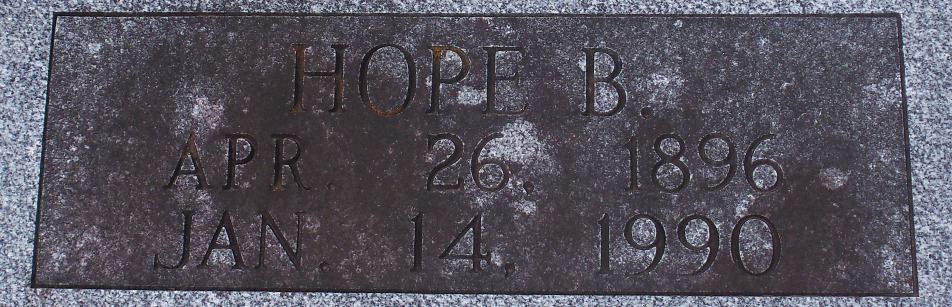 HOPE B.
APR. 26, 1896
JAN. 14, 1990